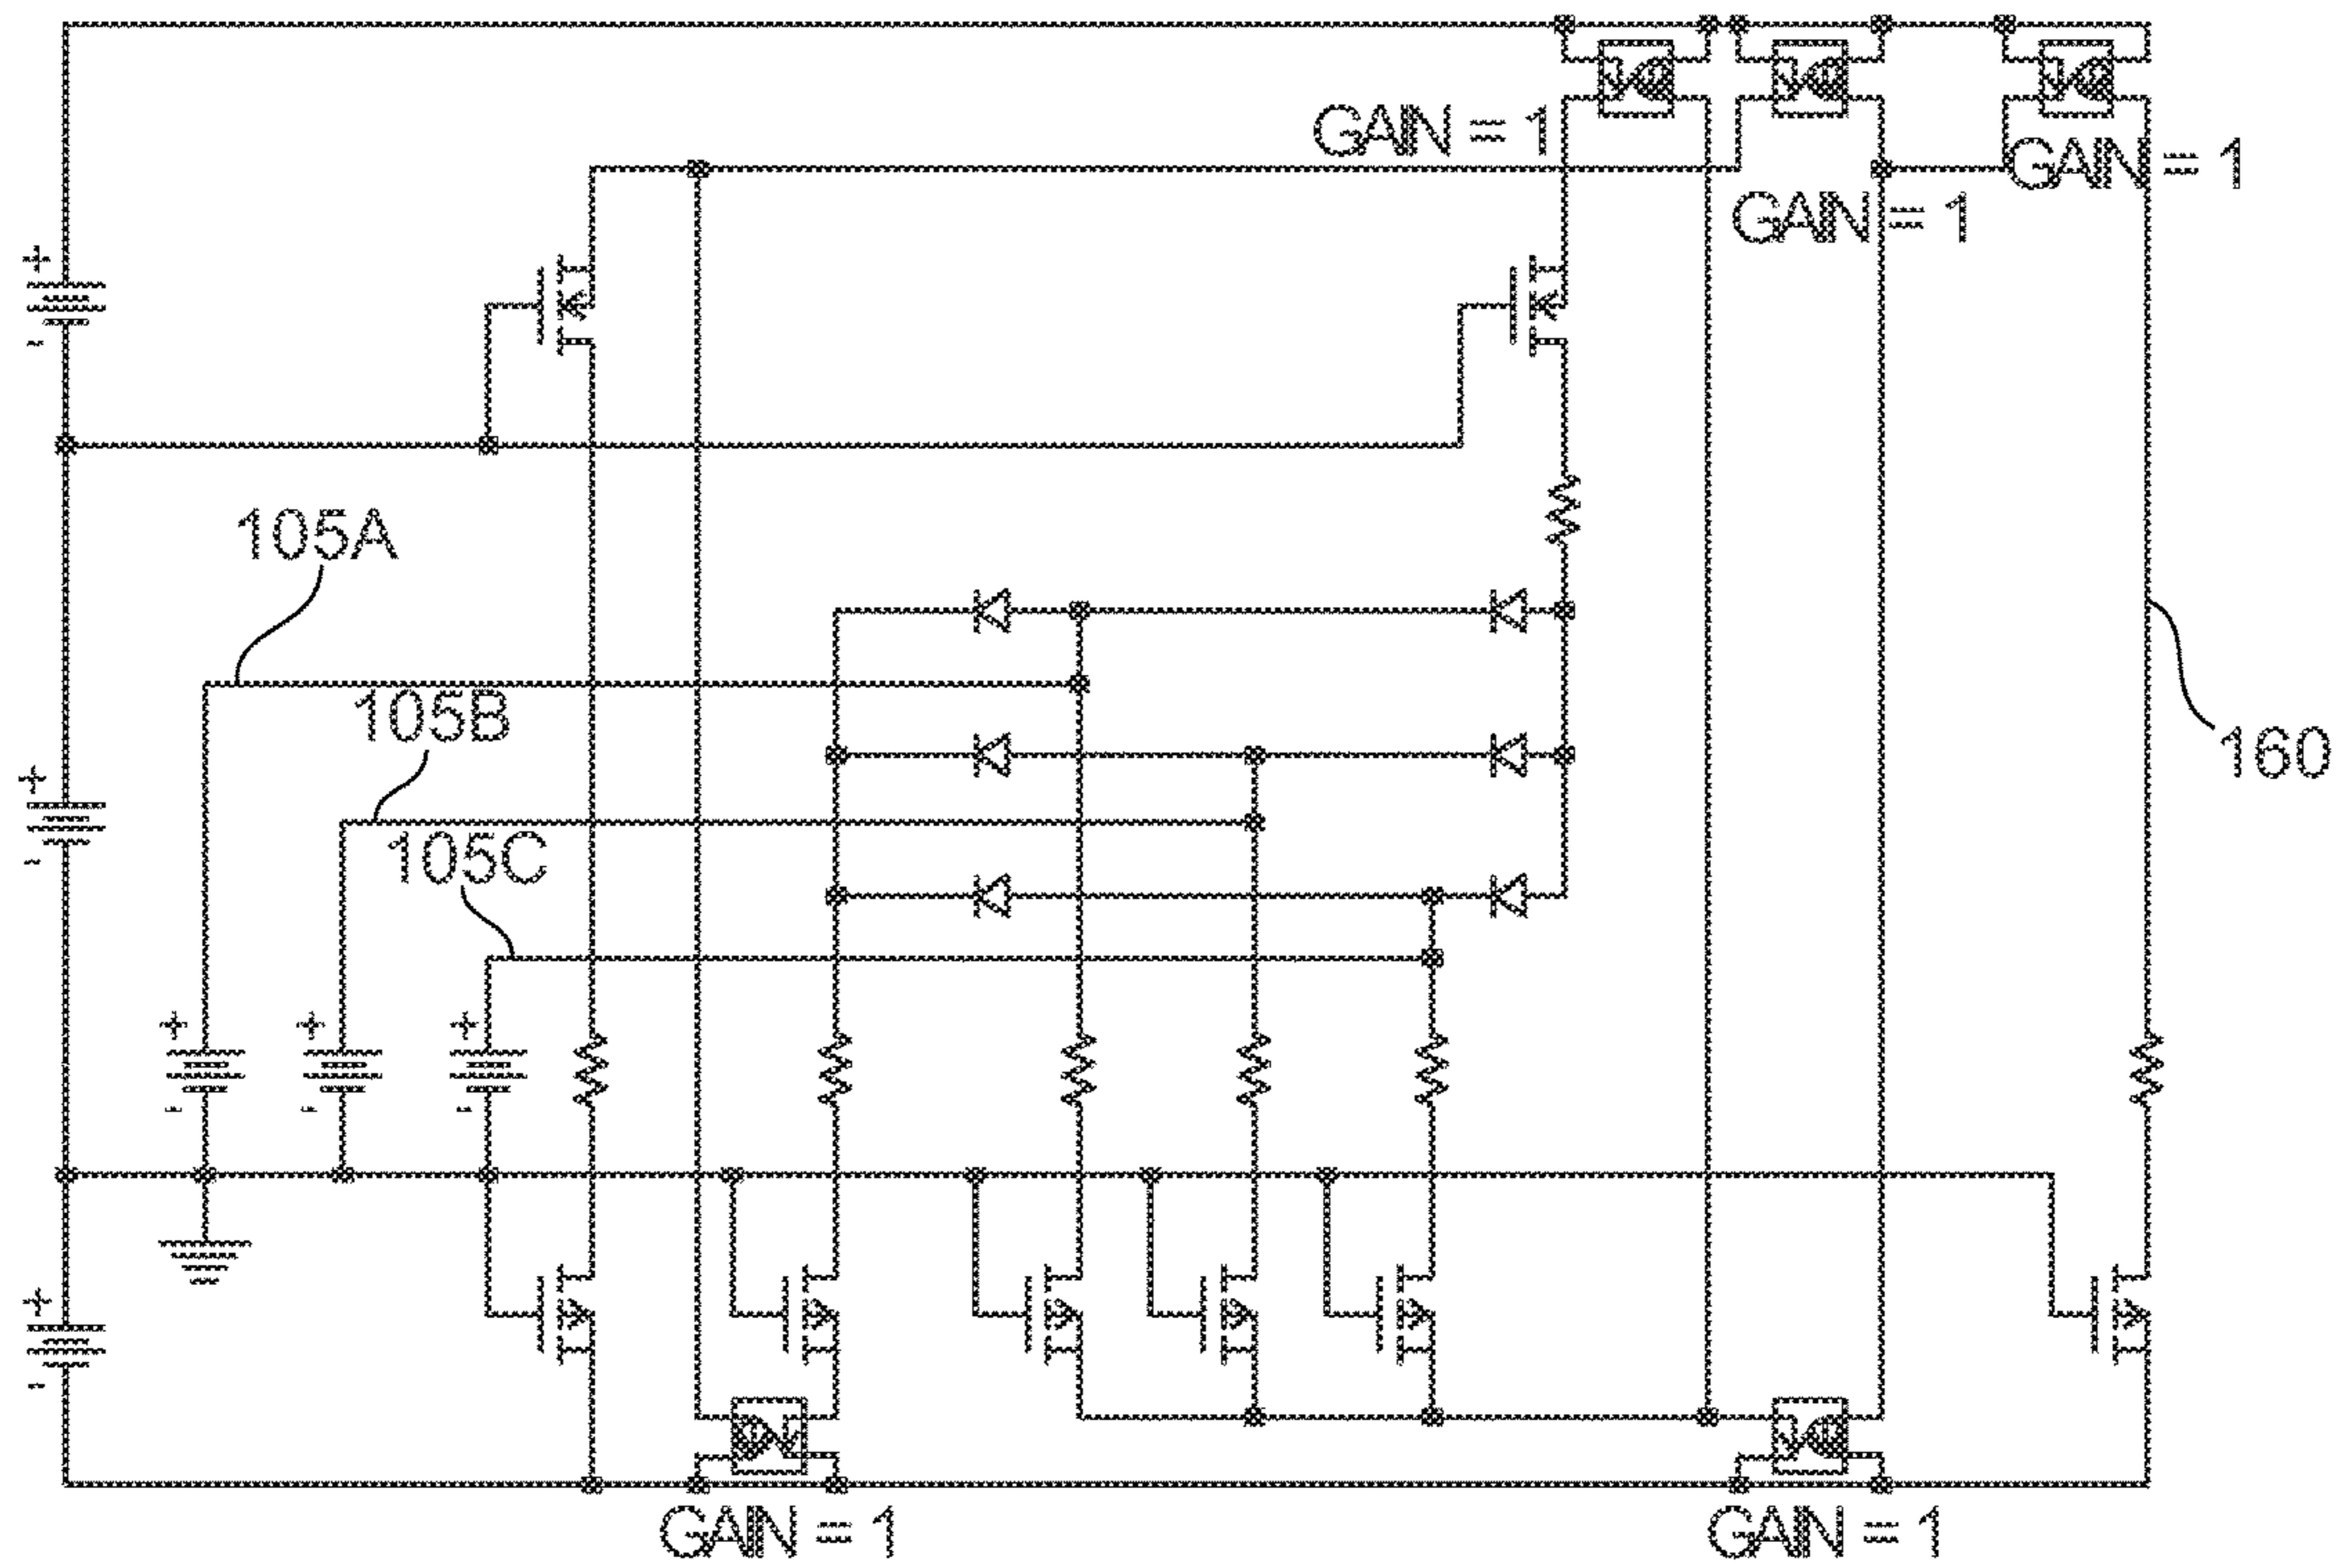 GAIN = 1
GAIN = 1
GAIN = 1
+
-
105A
105B
160
+
-
105C
+
-
+
-
+
-
+
-
GAIN = 1
GAIN = 1